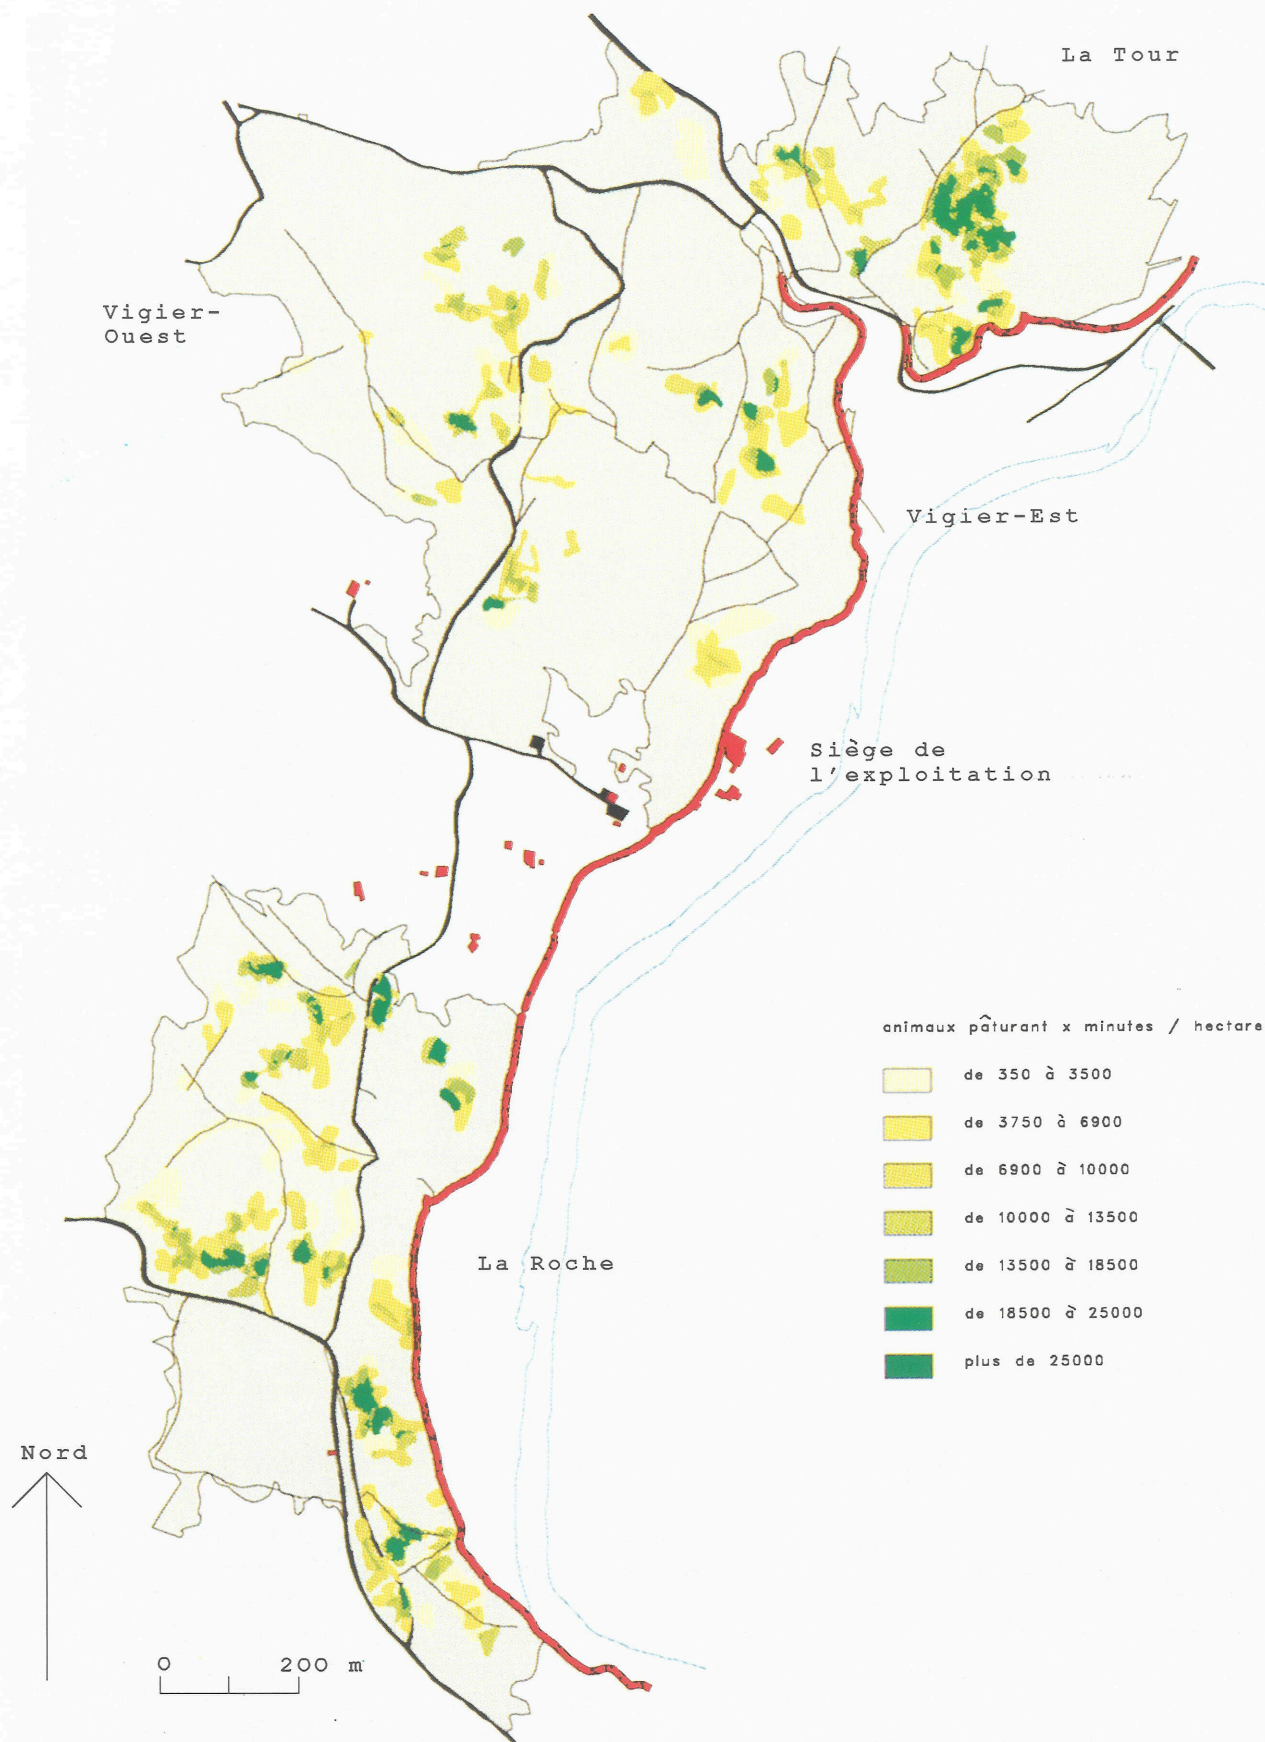 La Tour
Vigier-
Ouest
Vigier-Est
Siège de
l'exploitation
animaux pâturant x minutes / hectare
de 350 à 3500
de 3750 à 6900
de 6900 à 10000
de 10000 à 13500
de 13500 à 18500
de 18500 à 25000
plus de 25000
La Roche
Nord
0 200 m